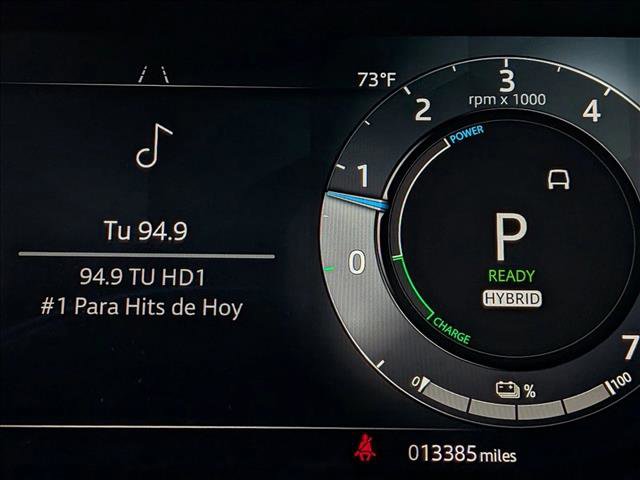 Tu 94.9
94.9 TU HD1
#1 Para Hits de Hoy
73°F
0
1
2
3
4
7
rpm x 1000
POWER
P
READY
HYBRID
CHARGE
0
%
100
013385 miles